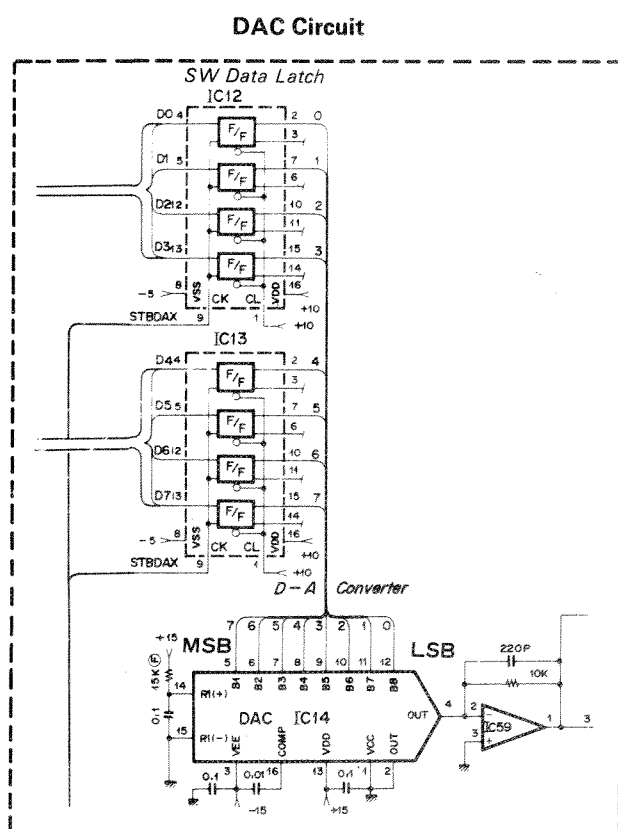 DAC Circuit
SW Data Latch
IC12
D0 4 F/F 2 0
3
D1 5 F/F 7 1
6
D2 12 F/F 10 2
11
D3 13 F/F 15 3
14
-5 8 VSS CK CL VDD 16 +10
STBDAX 9 1 +10
IC13
D4 4 F/F 2 4
3
D5 5 F/F 7 5
6
D6 12 F/F 10 6
11
D7 13 F/F 15 7
14
-5 8 VSS CK CL VDD 16 +10
STBDAX 9 1 +10
D-A Converter
7 6 5 4 3 2 1 0
MSB LSB
+15
15K F
5 6 7 8 9 10 11 12
B1 B2 B3 B4 B5 B6 B7 B8
14 R1(+)
0.1
15 R1(-)
DAC IC14
OUT 4
VEE COMP VDD VCC OUT
3 16 13 1 2
0.1 0.01 0.1
-15 +15
220P
10K
2 -
3 +
IC59
1 3